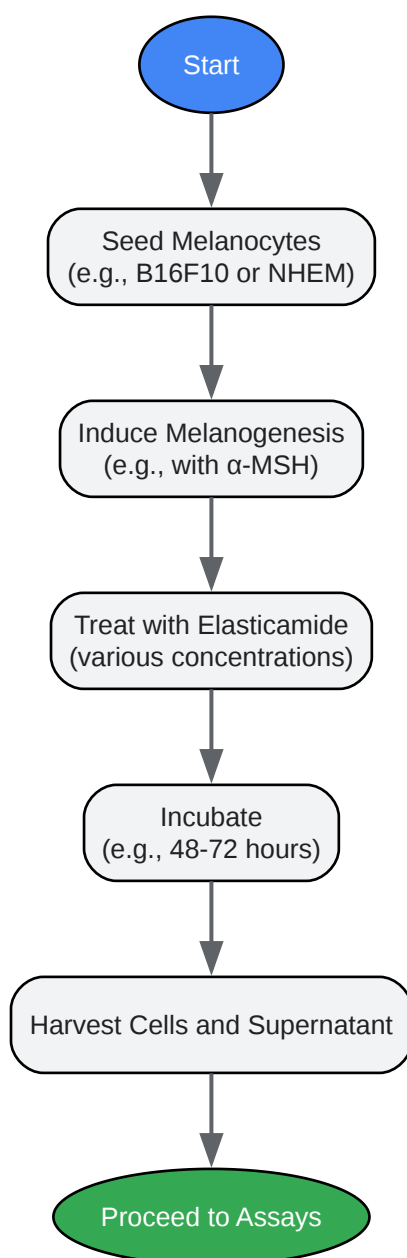 Start
Seed Melanocytes
(e.g., B16F10 or NHEM)
Induce Melanogenesis
(e.g., with α-MSH)
Treat with Elasticamide
(various concentrations)
Incubate
(e.g., 48-72 hours)
Harvest Cells and Supernatant
Proceed to Assays